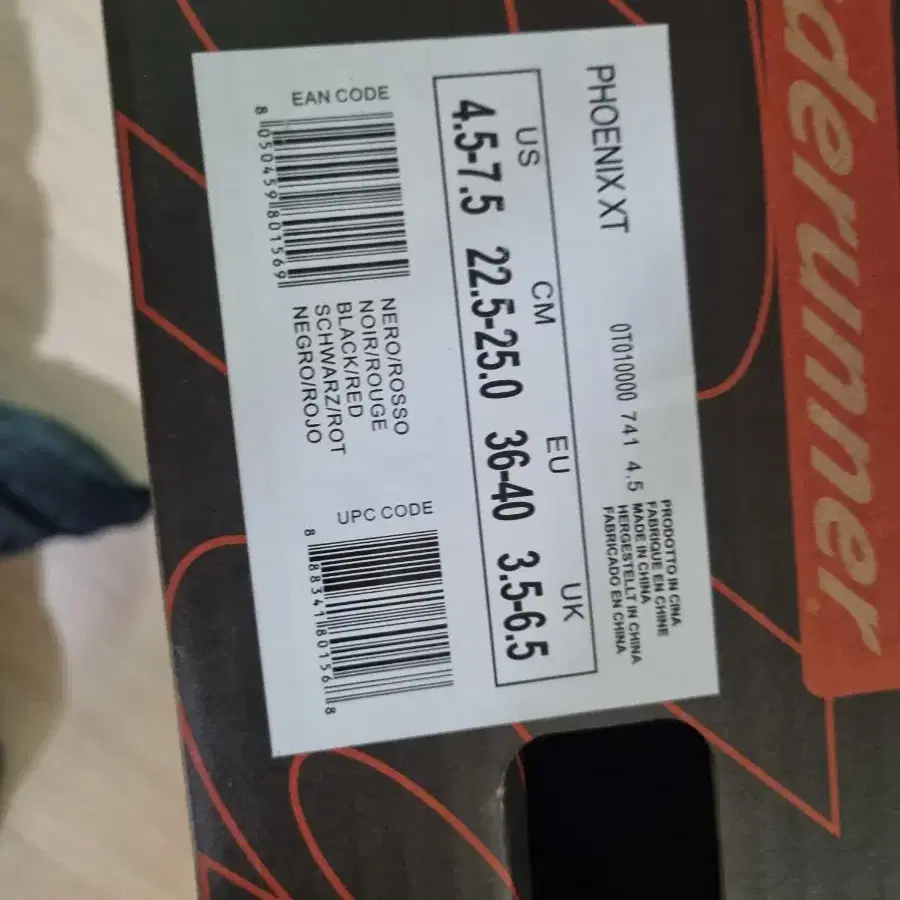 derunner
PHOENIX XT
0T010000 741 4.5
PRODOTTO IN CINA
FABRIQUE EN CHINE
MADE IN CHINA
HERGESTELLT IN CHINA
FABRICADO EN CHINA
US CM EU UK
4.5-7.5 22.5-25.0 36-40 3.5-6.5
EAN CODE
8 050459 801569
NERO/ROSSO
NOIR/ROUGE
BLACK/RED
SCHWARZ/ROT
NEGRO/ROJO
UPC CODE
8 88341 80156 8